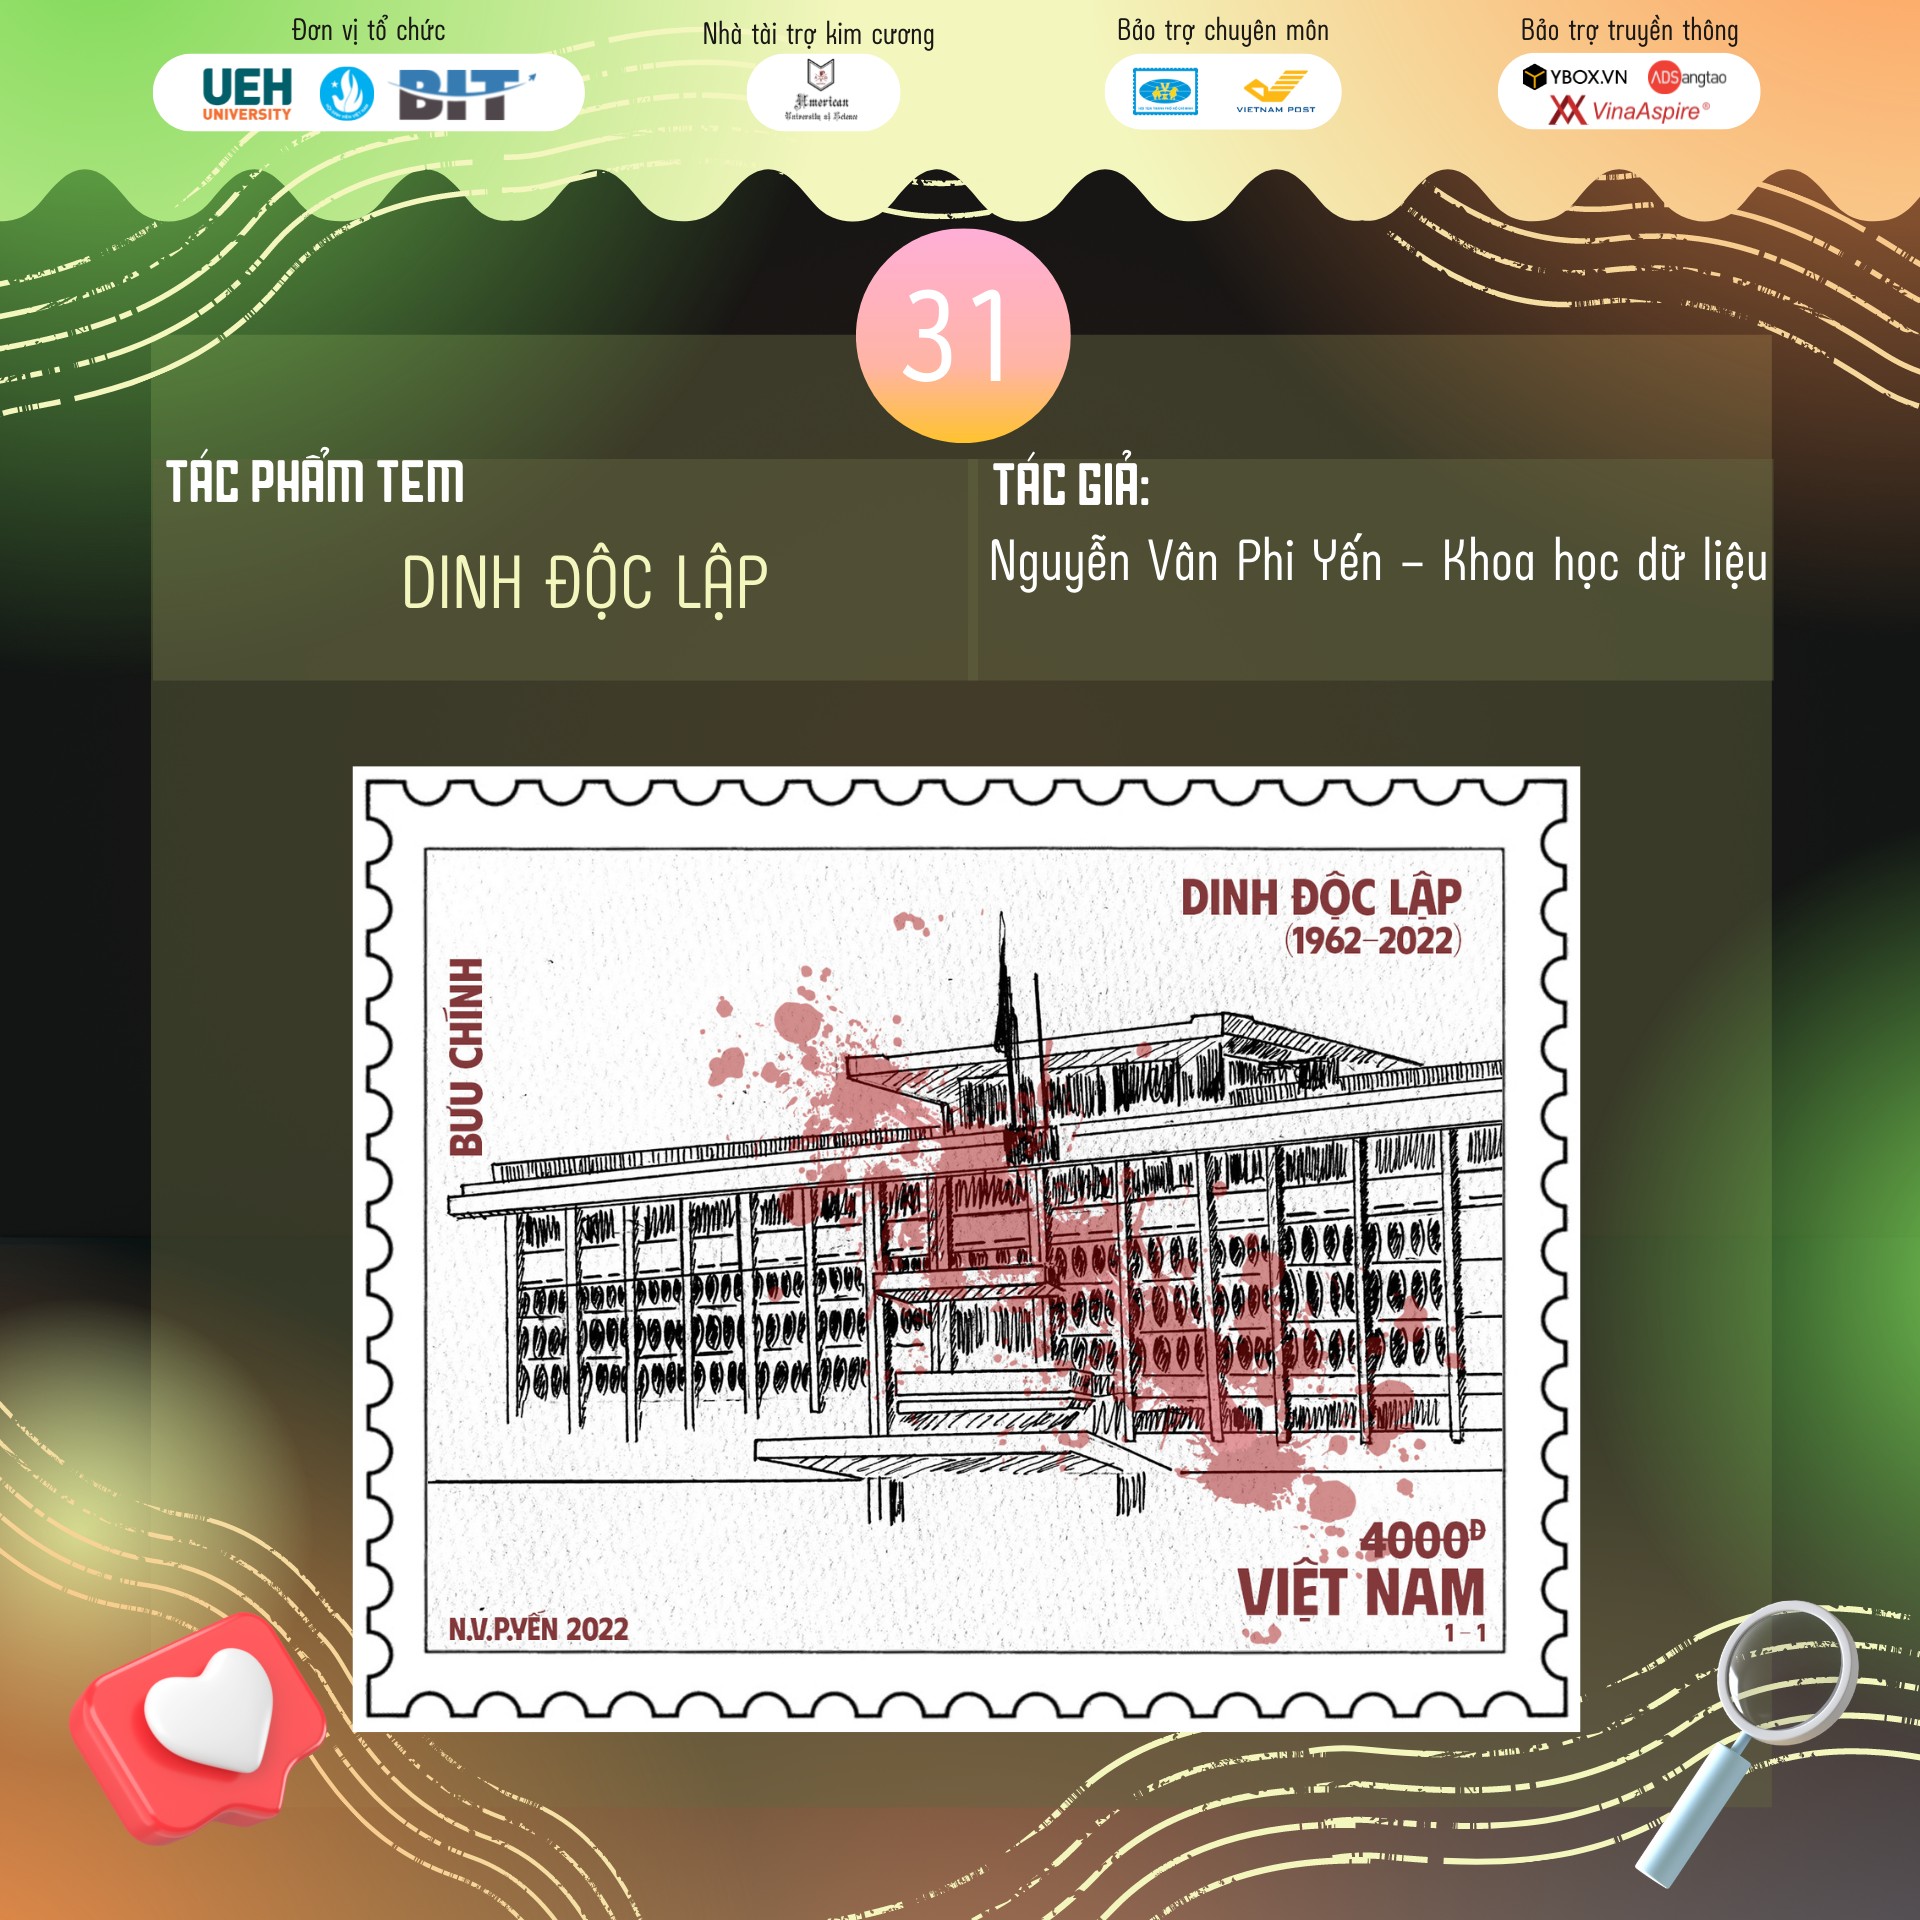 Đơn vị tổ chức
UEH
UNIVERSITY
BIT
Nhà tài trợ kim cương
American
University of Science
Bảo trợ chuyên môn
VIETNAM POST
Bảo trợ truyền thông
YBOX.VN
ADSangtao
VinaAspire®
31
TÁC PHẨM TEM
DINH ĐỘC LẬP
TÁC GIẢ:
Nguyễn Vân Phi Yến – Khoa học dữ liệu
DINH ĐỘC LẬP
(1962-2022)
BƯU CHÍNH
4000Đ
VIỆT NAM
1 - 1
N.V.P.YẾN 2022